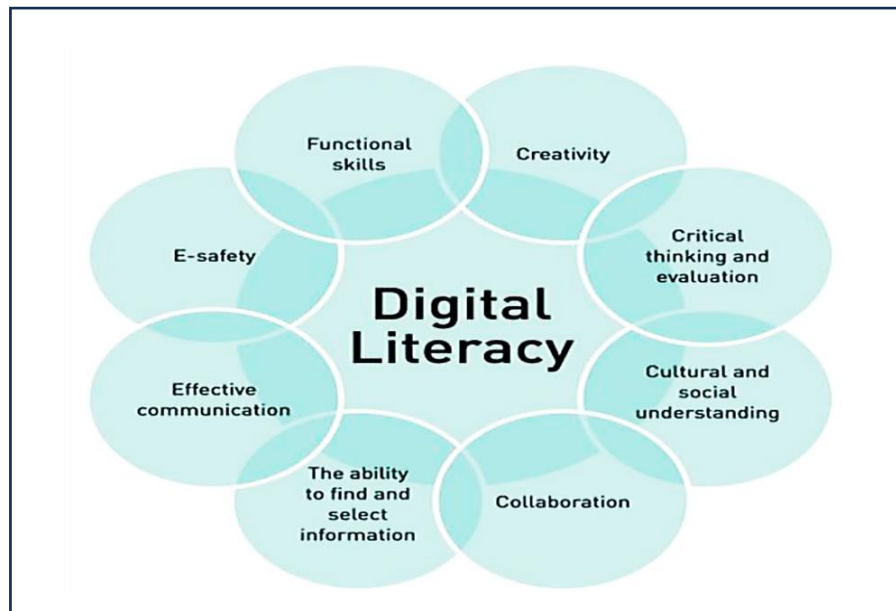 Functional
skills
Creativity
E-safety
Critical
thinking and
evaluation
Digital
Literacy
Effective
communication
Cultural and
social
understanding
The ability
to find and
select
information
Collaboration